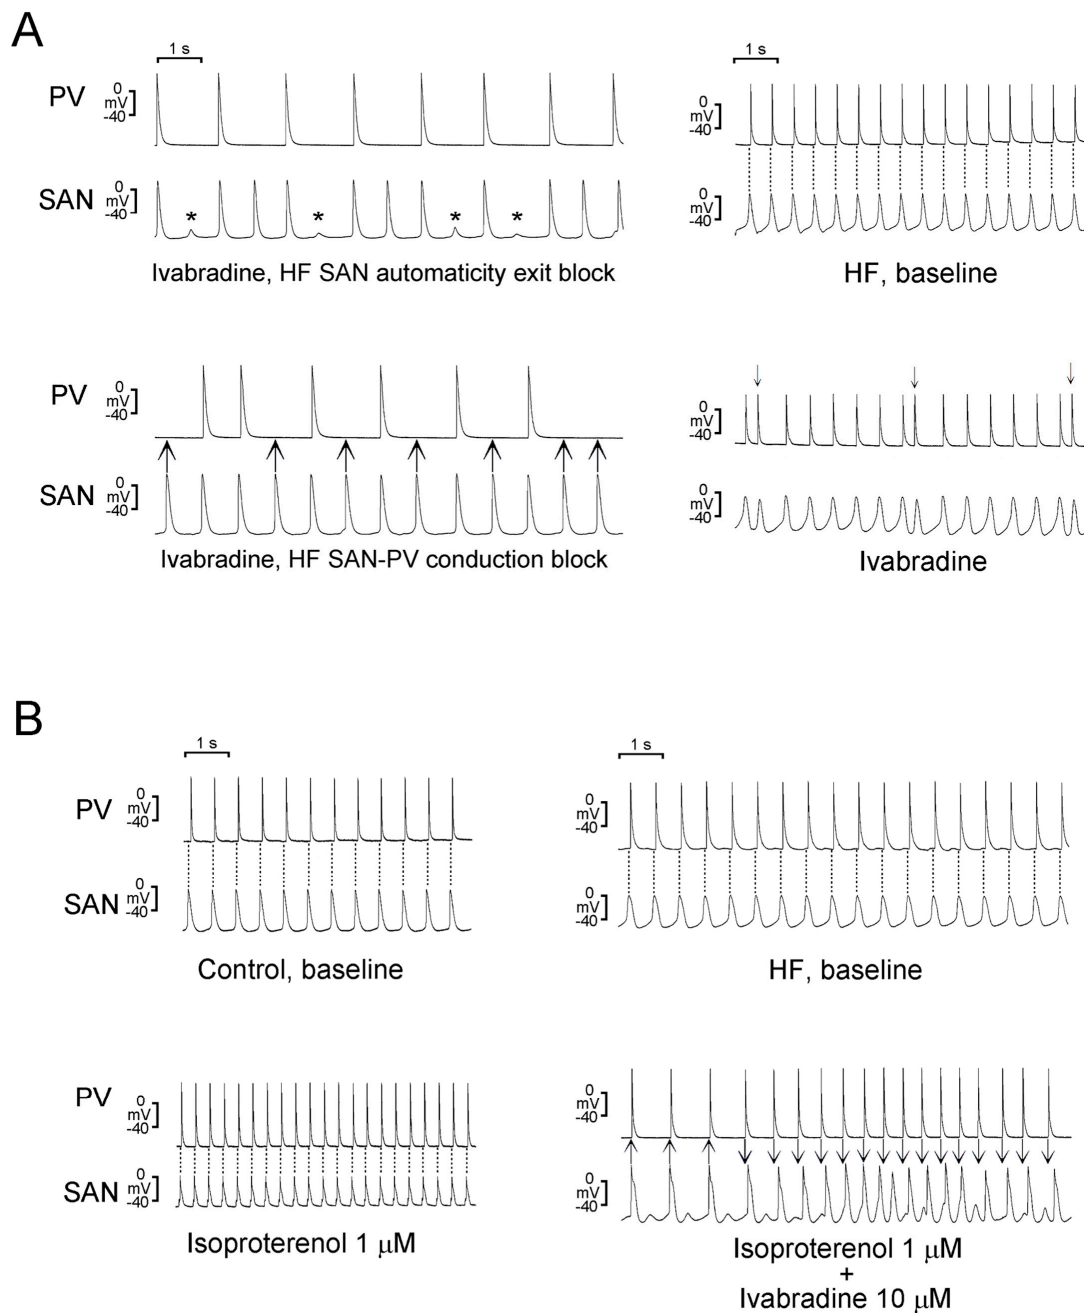 A
1 s
PV
0
mV
-40
SAN
0
mV
-40
* * * *
Ivabradine, HF SAN automaticity exit block
1 s
0
mV
-40
0
mV
-40
HF, baseline
PV
0
mV
-40
SAN
0
mV
-40
Ivabradine, HF SAN-PV conduction block
0
mV
-40
0
mV
-40
Ivabradine
B
1 s
PV
0
mV
-40
SAN
0
mV
-40
Control, baseline
1 s
0
mV
-40
0
mV
-40
HF, baseline
PV
0
mV
-40
SAN
0
mV
-40
Isoproterenol 1 μM
0
mV
-40
0
mV
-40
Isoproterenol 1 μM
+
Ivabradine 10 μM